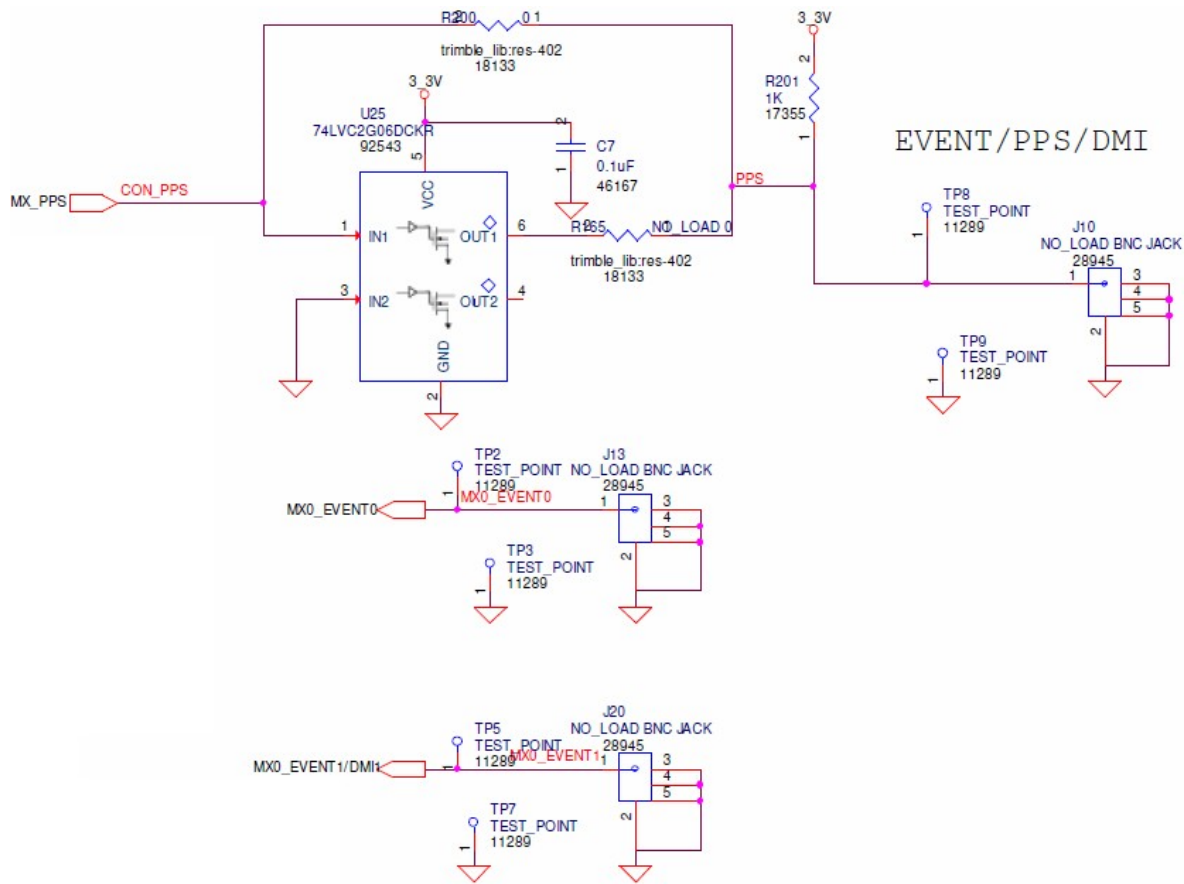 R200 2 0 1
trimble_lib:res-402
18133
3_3V
3_3V
2
R201
1K
17355
1
U25
74LVC2G06DCKR
92543
5
2
C7
0.1uF
46167
1
EVENT/PPS/DMI
MX_PPS
CON_PPS
PPS
VCC
1
IN1
OUT1
6
R165 2
NO_LOAD 0
1
trimble_lib:res-402
18133
3
IN2
OUT2
4
GND
2
TP8
TEST_POINT
11289
1
J10
NO_LOAD BNC JACK
28945
1
3
4
5
2
TP9
TEST_POINT
11289
1
TP2
TEST_POINT
11289
1
J13
NO_LOAD BNC JACK
28945
MX0_EVENT0
MX0_EVENT0
1
3
4
5
2
TP3
TEST_POINT
11289
1
TP5
TEST_POINT
11289
1
J20
NO_LOAD BNC JACK
28945
MX0_EVENT1/DMI1
MX0_EVENT1
1
3
4
5
2
TP7
TEST_POINT
11289
1